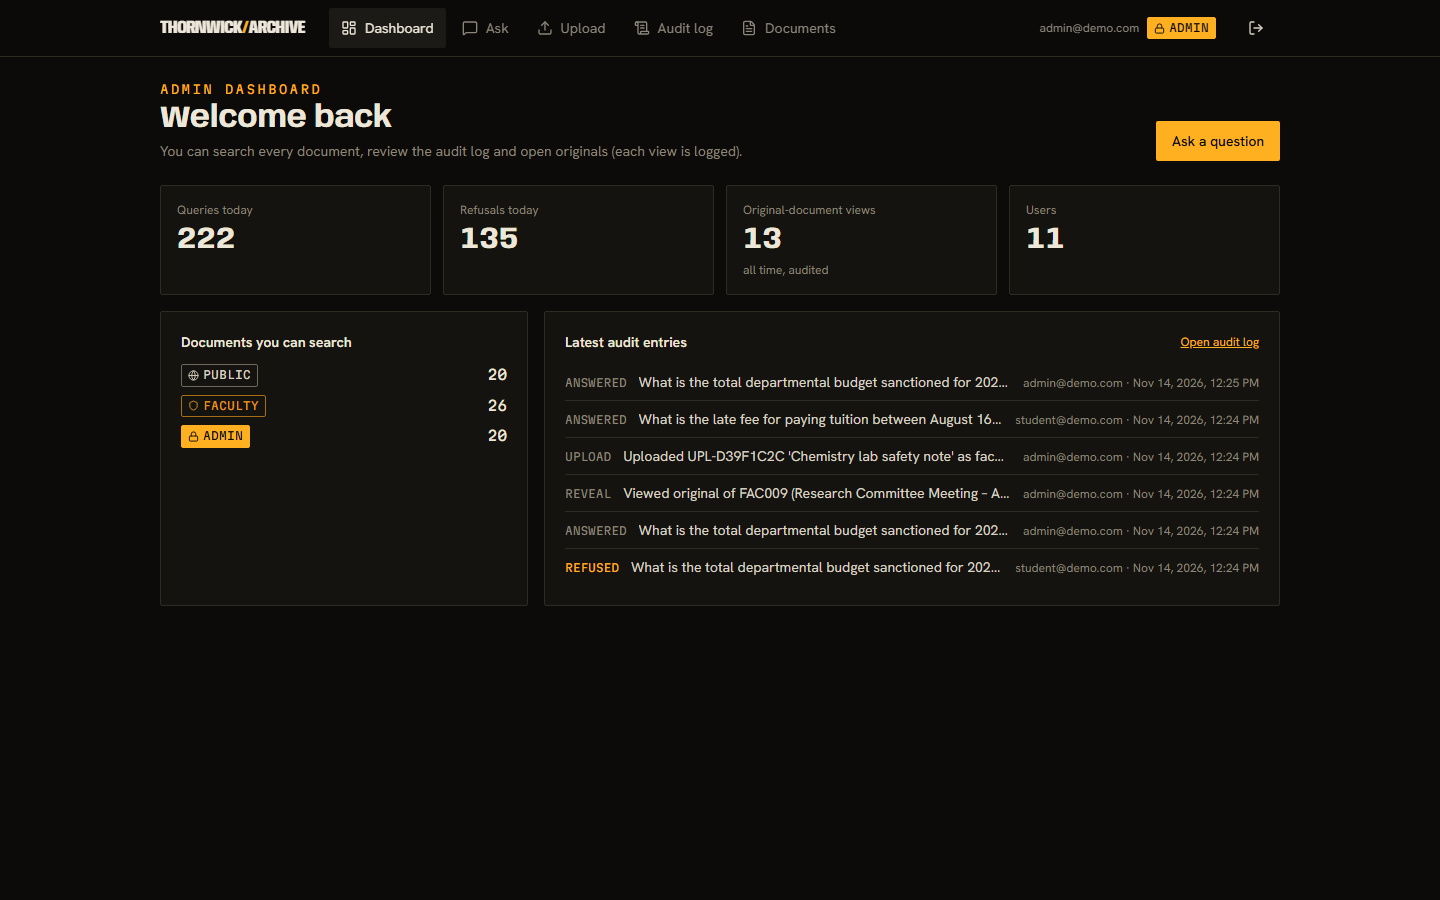 THORNWICK/ARCHIVE
Dashboard
Ask
Upload
Audit log
Documents
admin@demo.com
ADMIN
ADMIN DASHBOARD
Welcome back
You can search every document, review the audit log and open originals (each view is logged).
Ask a question
Queries today
222
Refusals today
135
Original-document views
13
all time, audited
Users
11
Documents you can search
PUBLIC 20
FACULTY 26
ADMIN 20
Latest audit entries
Open audit log
ANSWERED What is the total departmental budget sanctioned for 202... admin@demo.com · Nov 14, 2026, 12:25 PM
ANSWERED What is the late fee for paying tuition between August 16... student@demo.com · Nov 14, 2026, 12:24 PM
UPLOAD Uploaded UPL-D39F1C2C 'Chemistry lab safety note' as fac... admin@demo.com · Nov 14, 2026, 12:24 PM
REVEAL Viewed original of FAC009 (Research Committee Meeting – A... admin@demo.com · Nov 14, 2026, 12:24 PM
ANSWERED What is the total departmental budget sanctioned for 202... admin@demo.com · Nov 14, 2026, 12:24 PM
REFUSED What is the total departmental budget sanctioned for 202... student@demo.com · Nov 14, 2026, 12:24 PM